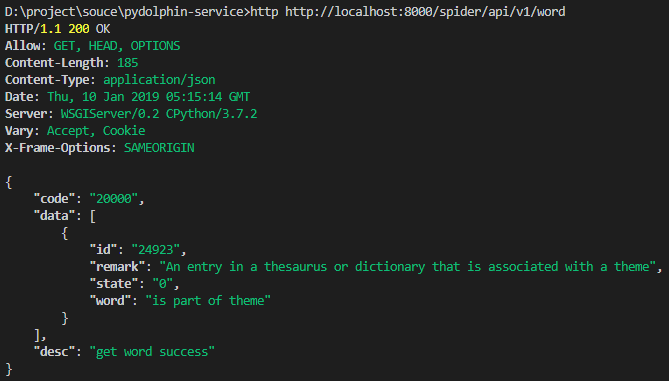 D:\project\souce\pydolphin-service>http http://localhost:8000/spider/api/v1/word
HTTP/1.1 200 OK
Allow: GET, HEAD, OPTIONS
Content-Length: 185
Content-Type: application/json
Date: Thu, 10 Jan 2019 05:15:14 GMT
Server: WSGIServer/0.2 CPython/3.7.2
Vary: Accept, Cookie
X-Frame-Options: SAMEORIGIN

{
    "code": "20000",
    "data": [
        {
            "id": "24923",
            "remark": "An entry in a thesaurus or dictionary that is associated with a theme",
            "state": "0",
            "word": "is part of theme"
        }
    ],
    "desc": "get word success"
}